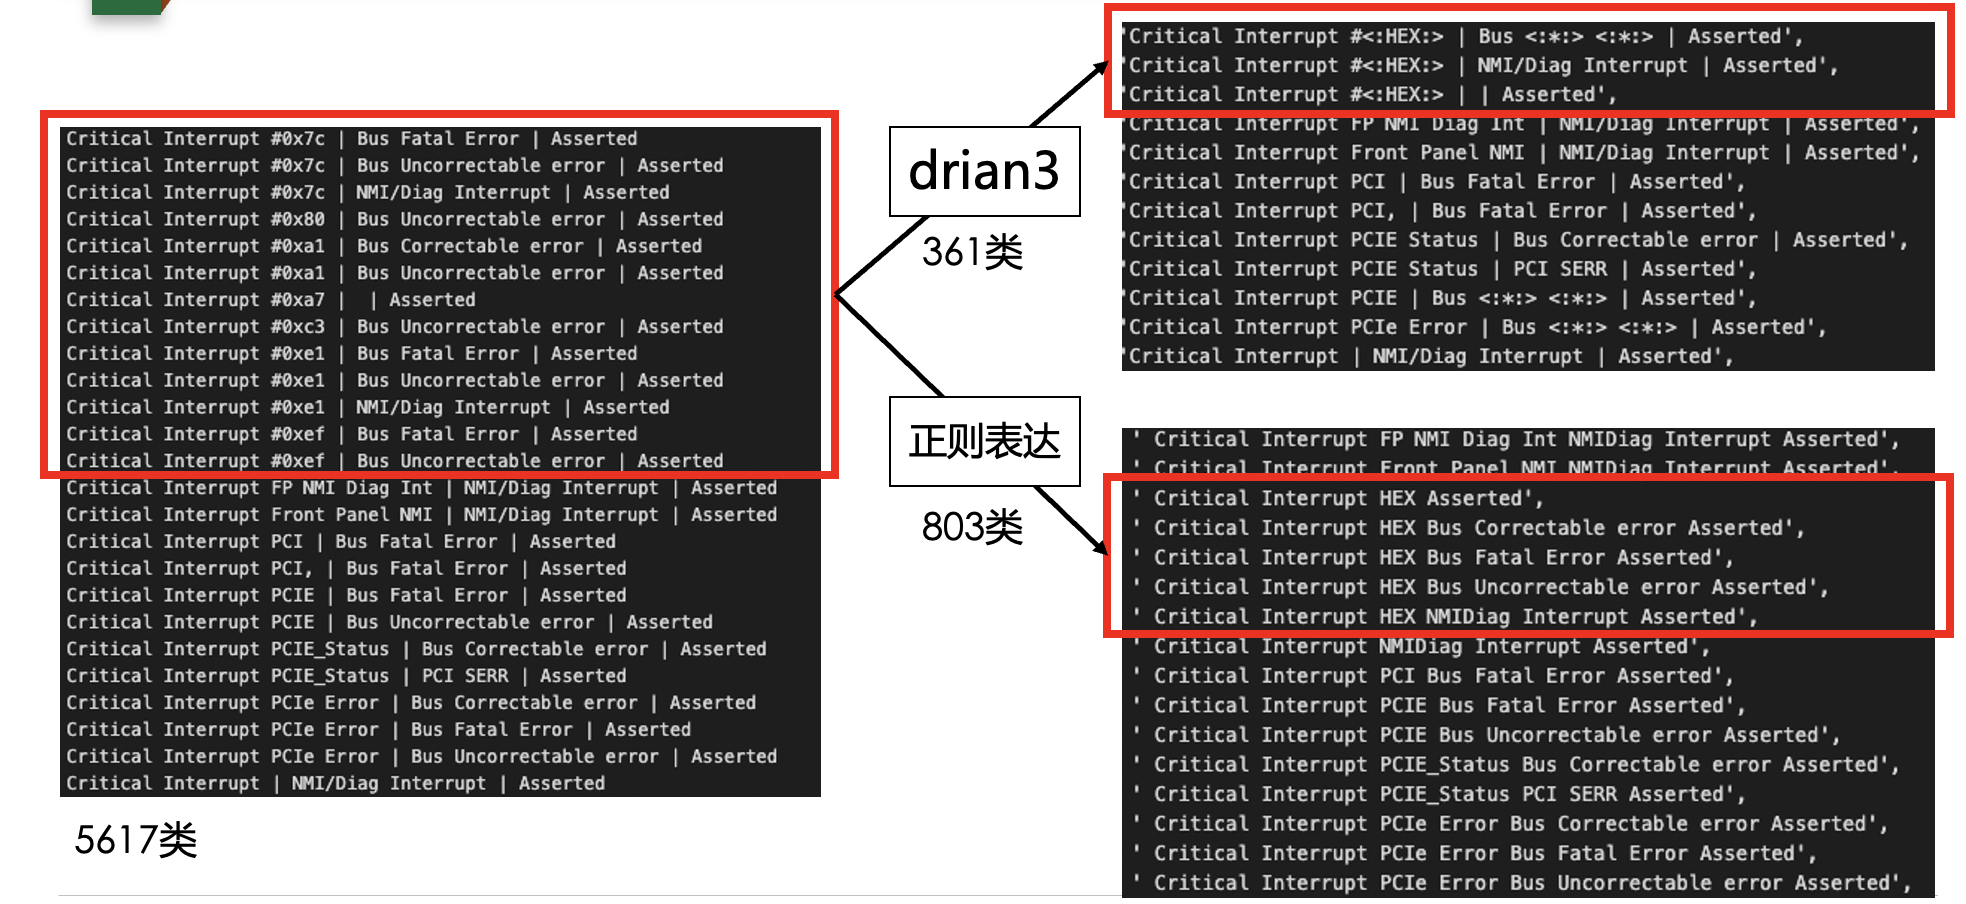 Critical Interrupt #0x7c | Bus Fatal Error | Asserted
Critical Interrupt #0x7c | Bus Uncorrectable error | Asserted
Critical Interrupt #0x7c | NMI/Diag Interrupt | Asserted
Critical Interrupt #0x80 | Bus Uncorrectable error | Asserted
Critical Interrupt #0xa1 | Bus Correctable error | Asserted
Critical Interrupt #0xa1 | Bus Uncorrectable error | Asserted
Critical Interrupt #0xa7 |  | Asserted
Critical Interrupt #0xc3 | Bus Uncorrectable error | Asserted
Critical Interrupt #0xe1 | Bus Fatal Error | Asserted
Critical Interrupt #0xe1 | Bus Uncorrectable error | Asserted
Critical Interrupt #0xe1 | NMI/Diag Interrupt | Asserted
Critical Interrupt #0xef | Bus Fatal Error | Asserted
Critical Interrupt #0xef | Bus Uncorrectable error | Asserted
Critical Interrupt FP NMI Diag Int | NMI/Diag Interrupt | Asserted
Critical Interrupt Front Panel NMI | NMI/Diag Interrupt | Asserted
Critical Interrupt PCI | Bus Fatal Error | Asserted
Critical Interrupt PCI, | Bus Fatal Error | Asserted
Critical Interrupt PCIE | Bus Fatal Error | Asserted
Critical Interrupt PCIE | Bus Uncorrectable error | Asserted
Critical Interrupt PCIE_Status | Bus Correctable error | Asserted
Critical Interrupt PCIE_Status | PCI SERR | Asserted
Critical Interrupt PCIe Error | Bus Correctable error | Asserted
Critical Interrupt PCIe Error | Bus Fatal Error | Asserted
Critical Interrupt PCIe Error | Bus Uncorrectable error | Asserted
Critical Interrupt | NMI/Diag Interrupt | Asserted
5617类
drian3
361类
正则表达
803类
'Critical Interrupt #<:HEX:> | Bus <:*:> <:*:> | Asserted',
'Critical Interrupt #<:HEX:> | NMI/Diag Interrupt | Asserted',
'Critical Interrupt #<:HEX:> | | Asserted',
'Critical Interrupt FP NMI Diag Int | NMI/Diag Interrupt | Asserted',
'Critical Interrupt Front Panel NMI | NMI/Diag Interrupt | Asserted',
'Critical Interrupt PCI | Bus Fatal Error | Asserted',
'Critical Interrupt PCI, | Bus Fatal Error | Asserted',
'Critical Interrupt PCIE Status | Bus Correctable error | Asserted',
'Critical Interrupt PCIE Status | PCI SERR | Asserted',
'Critical Interrupt PCIE | Bus <:*:> <:*:> | Asserted',
'Critical Interrupt PCIe Error | Bus <:*:> <:*:> | Asserted',
'Critical Interrupt | NMI/Diag Interrupt | Asserted',
' Critical Interrupt FP NMI Diag Int NMIDiag Interrupt Asserted',
' Critical Interrupt Front Panel NMI NMIDiag Interrupt Asserted',
' Critical Interrupt HEX Asserted',
' Critical Interrupt HEX Bus Correctable error Asserted',
' Critical Interrupt HEX Bus Fatal Error Asserted',
' Critical Interrupt HEX Bus Uncorrectable error Asserted',
' Critical Interrupt HEX NMIDiag Interrupt Asserted',
' Critical Interrupt NMIDiag Interrupt Asserted',
' Critical Interrupt PCI Bus Fatal Error Asserted',
' Critical Interrupt PCIE Bus Fatal Error Asserted',
' Critical Interrupt PCIE Bus Uncorrectable error Asserted',
' Critical Interrupt PCIE_Status Bus Correctable error Asserted',
' Critical Interrupt PCIE_Status PCI SERR Asserted',
' Critical Interrupt PCIe Error Bus Correctable error Asserted',
' Critical Interrupt PCIe Error Bus Fatal Error Asserted',
' Critical Interrupt PCIe Error Bus Uncorrectable error Asserted',